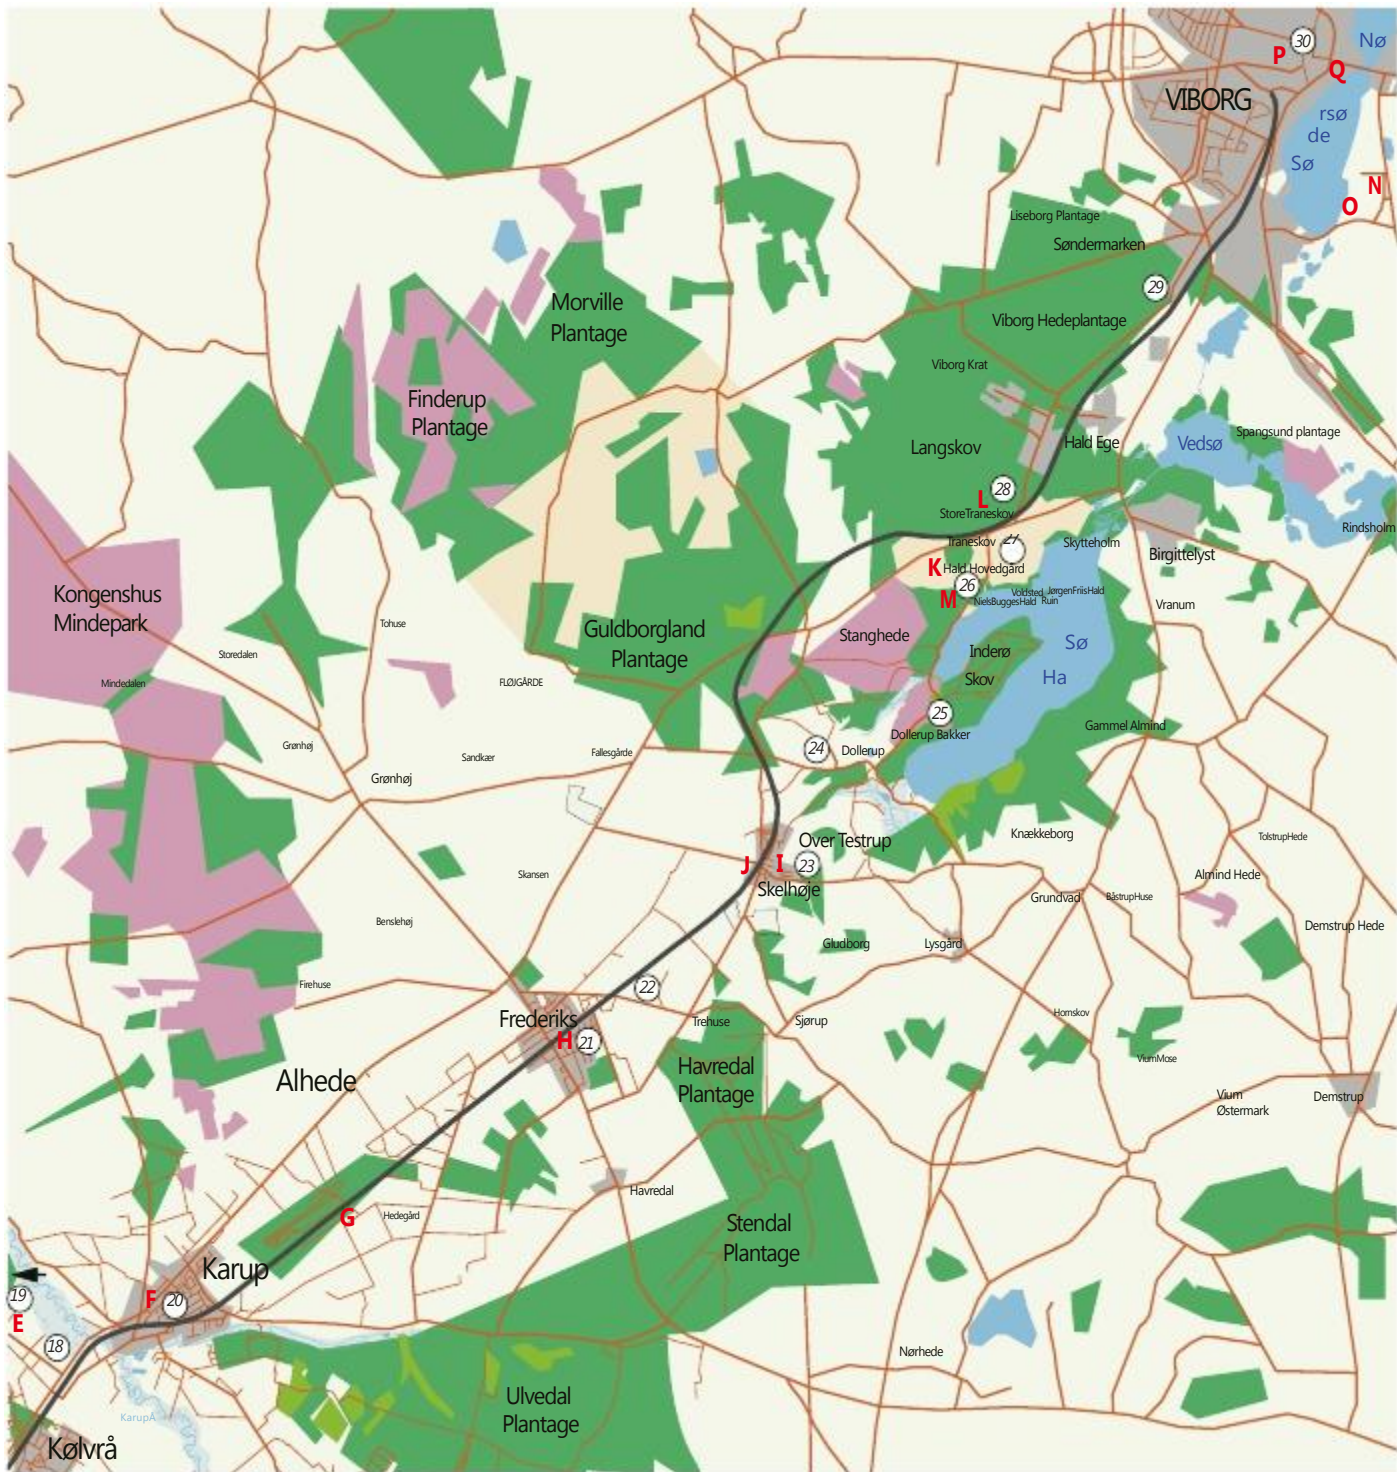 30
Nø
P
Q
VIBORG
rsø
de
Sø
N
O
Liseborg Plantage
Søndermarken
29
Morville
Plantage
Viborg Hedeplantage
Viborg Krat
Finderup
Plantage
Langskov
Hald Ege
Vedsø
Spangsund plantage
28
L
StoreTraneskov
Rindsholm
Traneskov
27
Skytteholm
Birgittelyst
K
Hald Hovedgård
26
M
Voldsted
JørgenFriisHald
NielsBuggesHald
Ruin
Vranum
Kongenshus
Mindepark
Tohuse
Guldborgland
Plantage
Stanghede
Storedalen
Inderø
Skov
Sø
Ha
Mindedalen
FLØJGÅRDE
25
Dollerup Bakker
Gammel Almind
Grønhøj
Sandkær
Fallesgårde
24
Dollerup
Grønhøj
Over Testrup
Knækkeborg
TolstrupHede
J
I
23
Skelhøje
Skansen
Almind Hede
Grundvad
BåstrupHuse
Benslehøj
Demstrup Hede
Gludborg
Lysgård
Firehuse
22
Frederiks
Trehuse
Sjørup
Homskov
H
21
ViumMose
Havredal
Plantage
Alhede
Vium
Østermark
Demstrup
Havredal
G
Hedegård
Stendal
Plantage
Karup
19
E
F
20
18
Nørhede
Ulvedal
Plantage
KarupÅ
Kølvrå